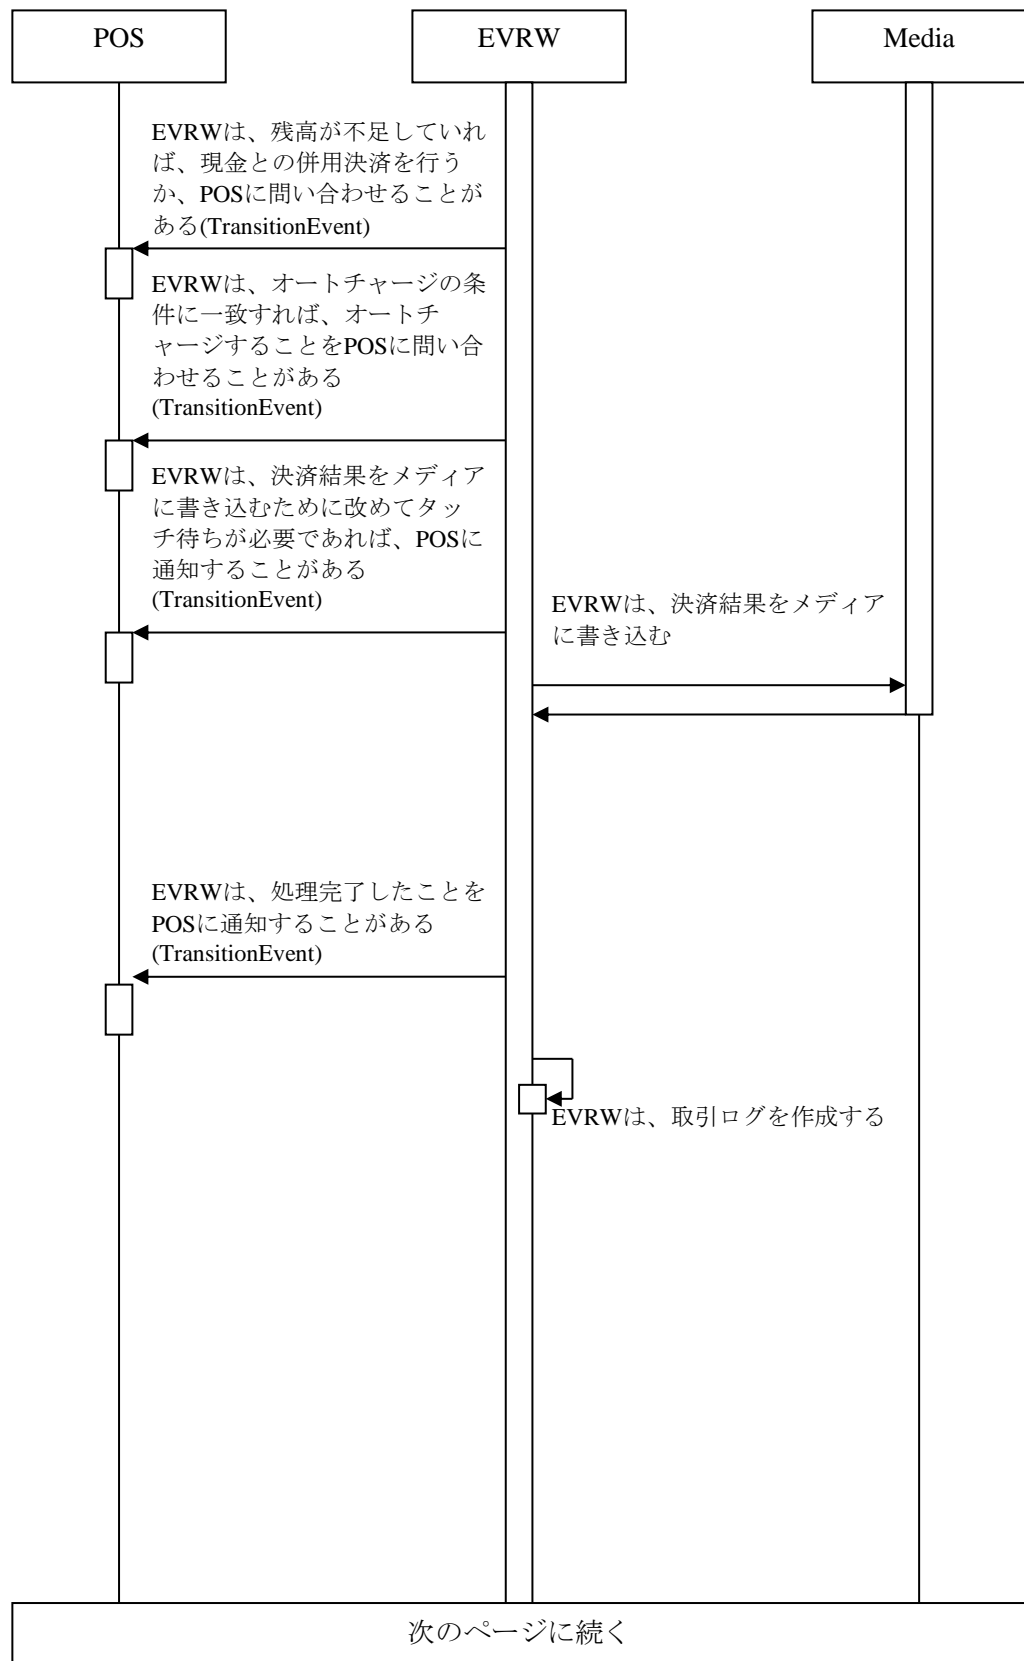 POS
EVRW
Media
EVRWは、残高が不足していれ
ば、現金との併用決済を行う
か、POSに問い合わせることが
ある(TransitionEvent)
EVRWは、オートチャージの条
件に一致すれば、オートチ
ャージすることをPOSに問い合
わせることがある
(TransitionEvent)
EVRWは、決済結果をメディア
に書き込むために改めてタッ
チ待ちが必要であれば、POSに
通知することがある
(TransitionEvent)
EVRWは、決済結果をメディア
に書き込む
EVRWは、処理完了したことを
POSに通知することがある
(TransitionEvent)
EVRWは、取引ログを作成する
次のページに続く